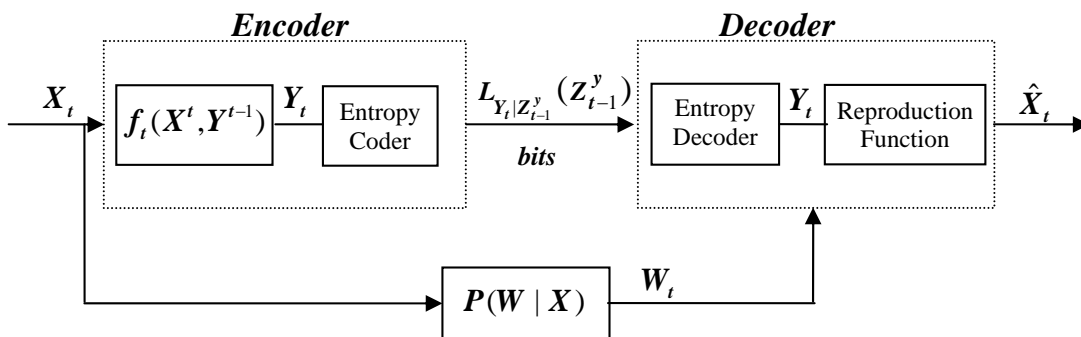 Encoder
Decoder
X_t
f_t(X^t, Y^{t-1})
Y_t
Entropy
Coder
L_{Y_t|Z_{t-1}^y}(Z_{t-1}^y)
bits
Entropy
Decoder
Y_t
Reproduction
Function
\hat{X}_t
P(W | X)
W_t